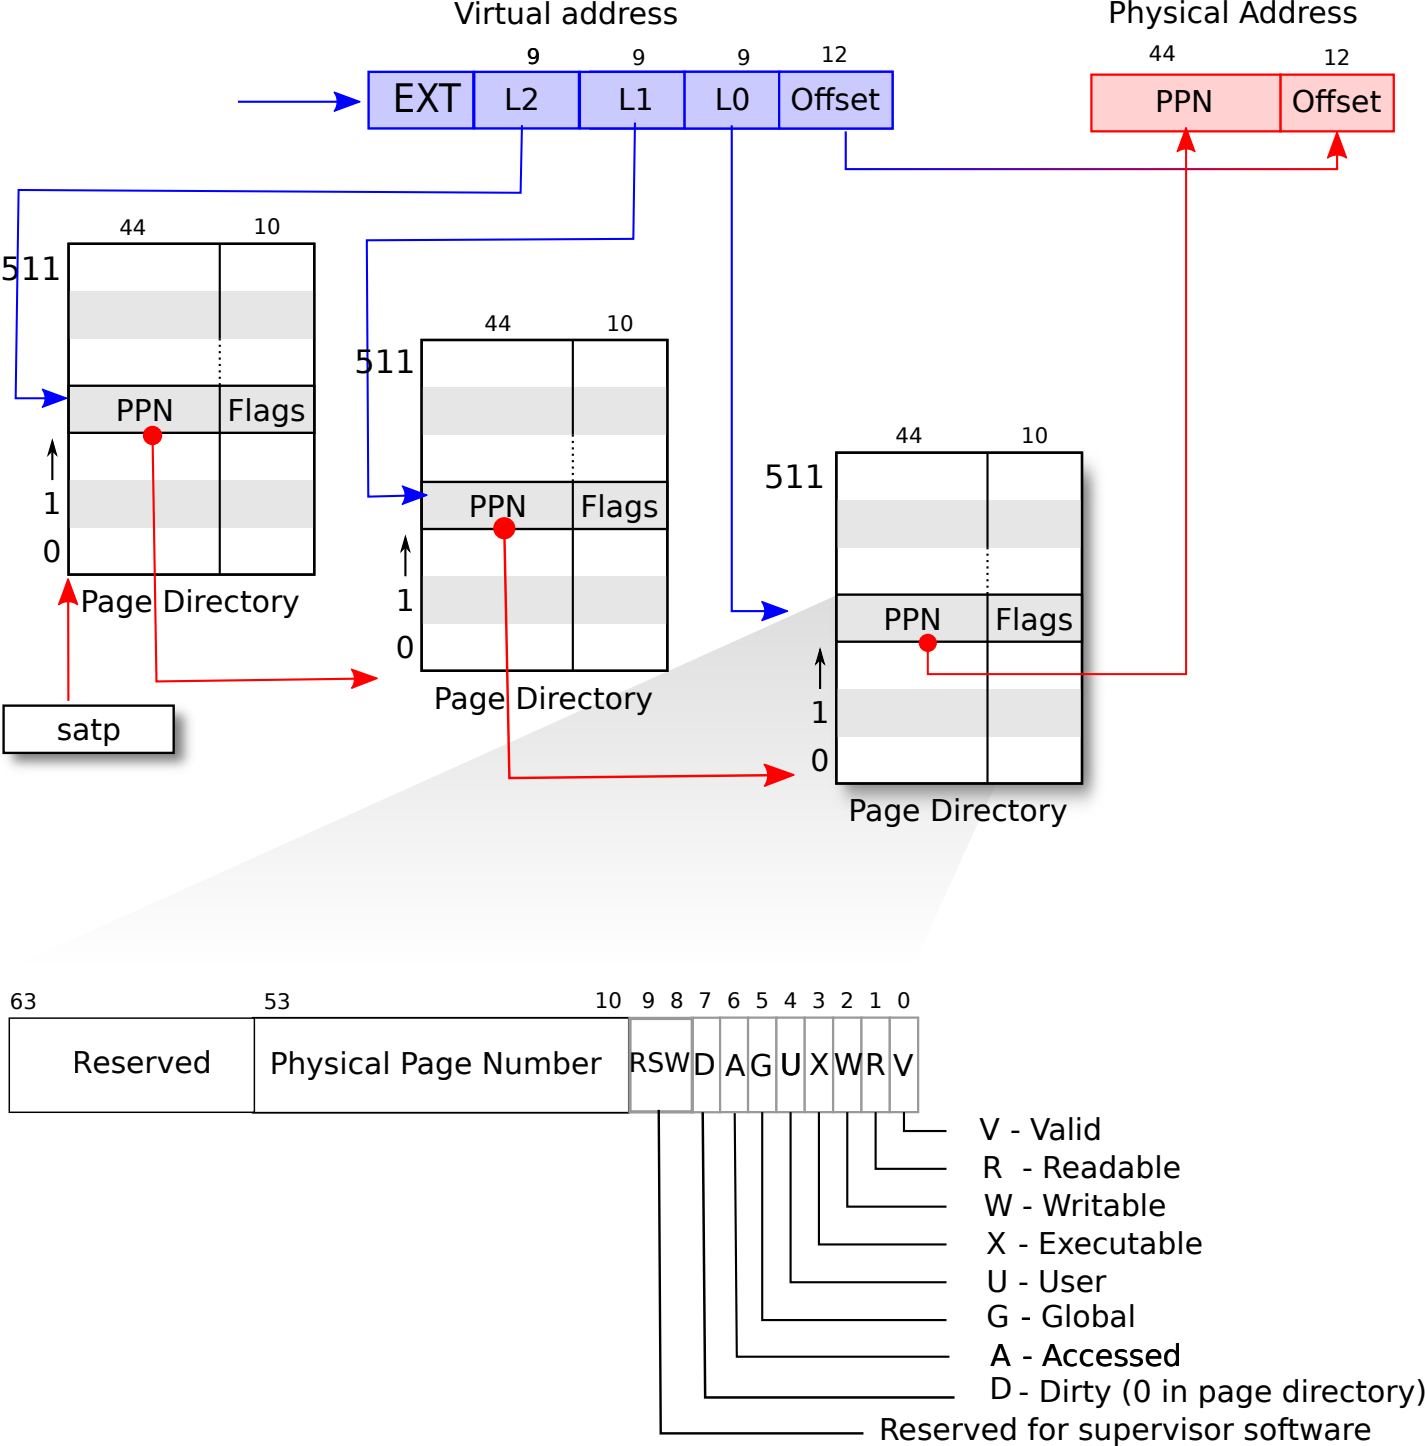 Virtual address
Physical Address
9 9 9 12
44 12
EXT L2 L1 L0 Offset
PPN Offset
44 10
511
PPN Flags
1
0
Page Directory
satp
44 10
511
PPN Flags
1
0
Page Directory
44 10
511
PPN Flags
1
0
Page Directory
63 53 10 9 8 7 6 5 4 3 2 1 0
Reserved Physical Page Number RSW D A G U X W R V
V - Valid
R - Readable
W - Writable
X - Executable
U - User
G - Global
A - Accessed
D - Dirty (0 in page directory)
Reserved for supervisor software